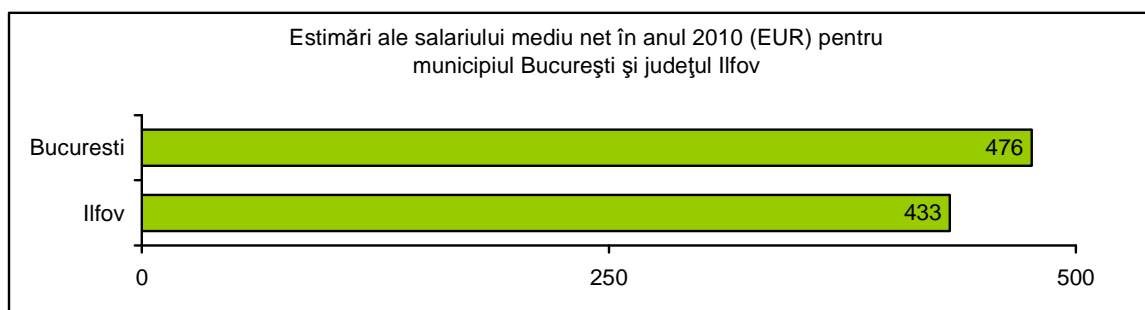 Estimări ale salariului mediu net în anul 2010 (EUR) pentru
municipiul Bucureşti şi judeţul Ilfov
Bucuresti
476
Ilfov
433
0
250
500